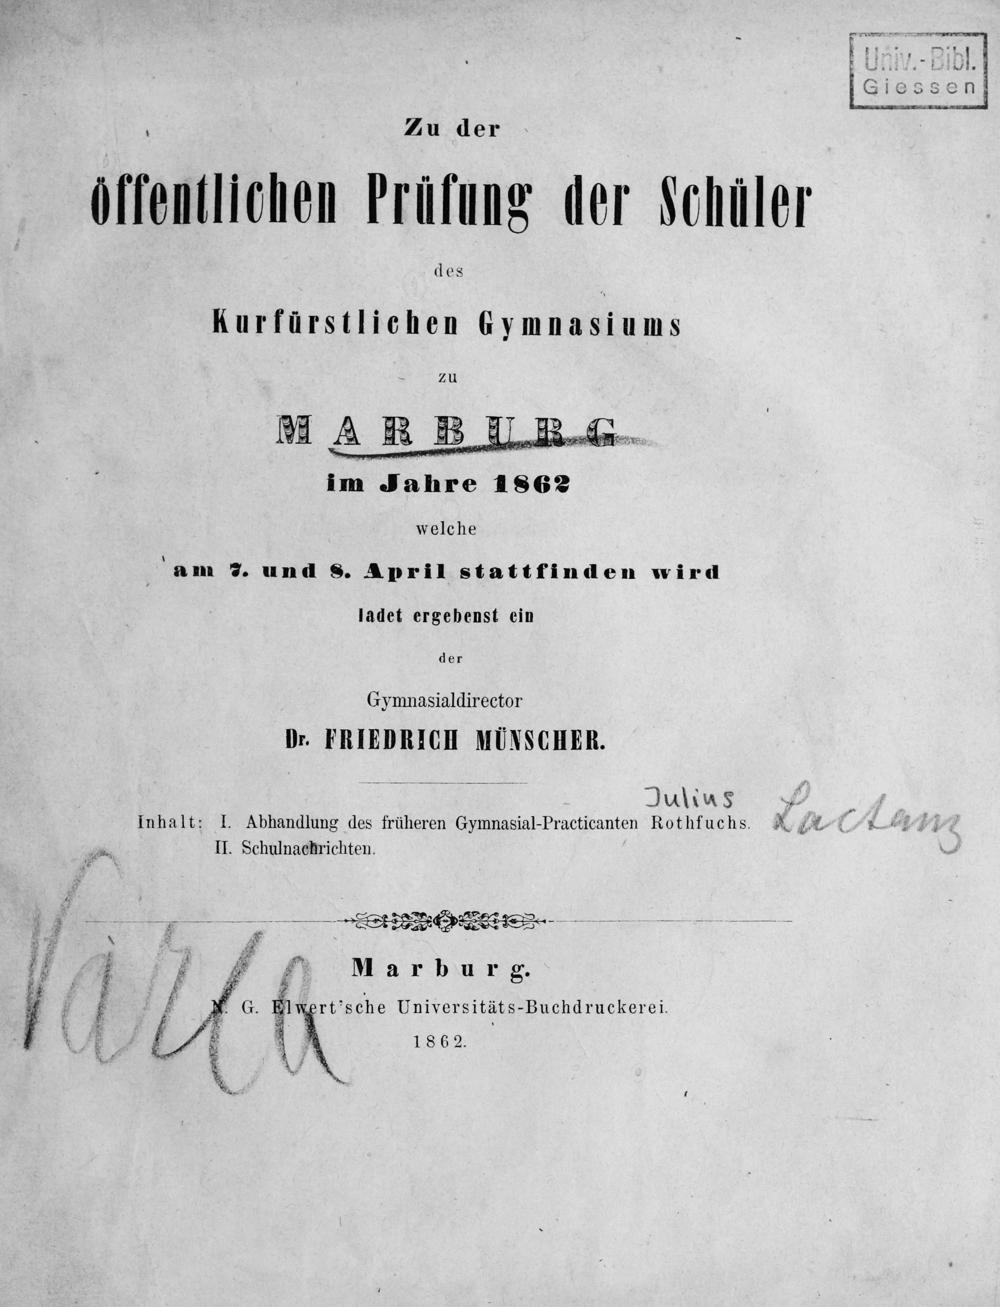 Univ.-Bibl.
Giessen
Zu der
öffentlichen Prüfung der Schüler
des
Kurfürstlichen Gymnasiums
zu
MARBURG
im Jahre 1862
welche
am 7. und 8. April stattfinden wird
ladet ergebenst ein
der
Gymnasialdirector
Dr. FRIEDRICH MÜNSCHER.
Julius
Inhalt: I. Abhandlung des früheren Gymnasial-Practicanten Rothfuchs. Lactanz
II. Schulnachrichten.
Varia
Marburg.
N. G. Elwert'sche Universitäts-Buchdruckerei.
1862.